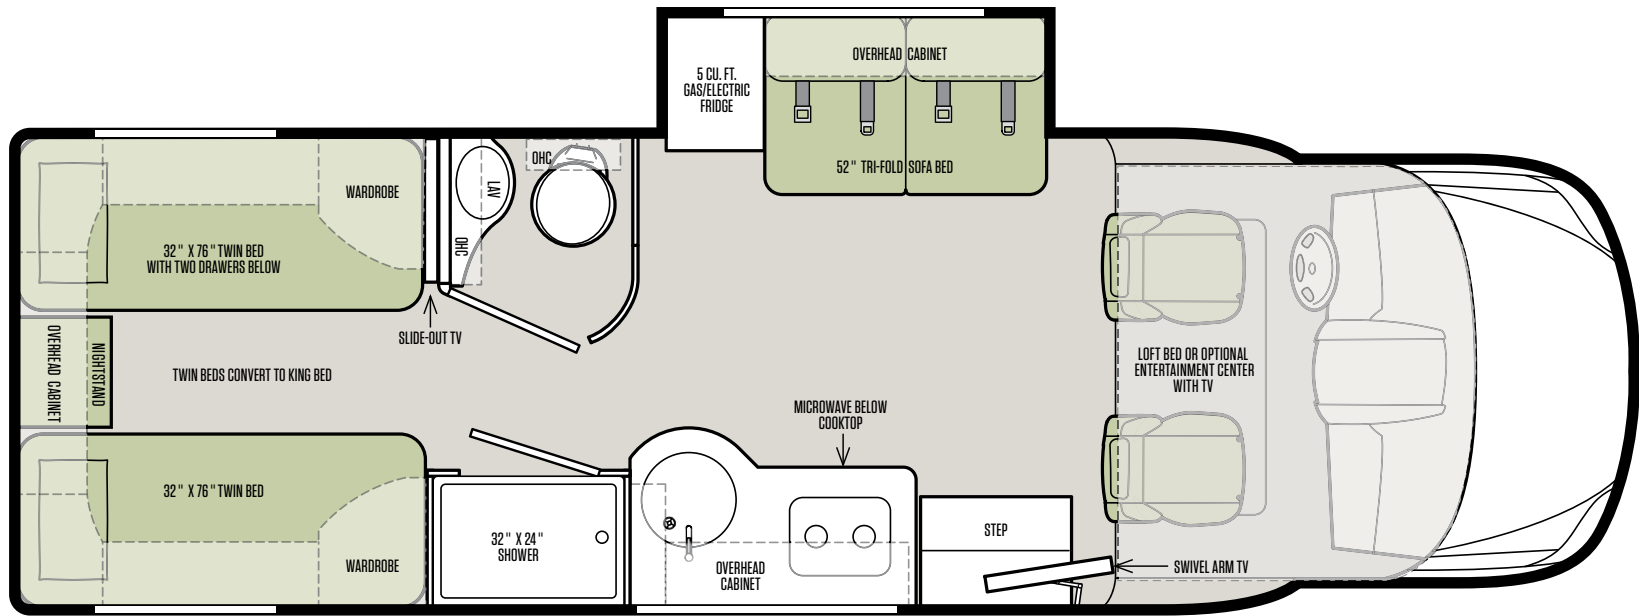 OVERHEAD CABINET
5 CU. FT.
GAS/ELECTRIC
FRIDGE
52" TRI-FOLD SOFA BED
OHC
LAV
OHC
WARDROBE
32" X 76" TWIN BED
WITH TWO DRAWERS BELOW
SLIDE-OUT TV
OVERHEAD CABINET
NIGHTSTAND
TWIN BEDS CONVERT TO KING BED
LOFT BED OR OPTIONAL
ENTERTAINMENT CENTER
WITH TV
MICROWAVE BELOW
COOKTOP
32" X 76" TWIN BED
WARDROBE
32" X 24"
SHOWER
OVERHEAD
CABINET
STEP
SWIVEL ARM TV